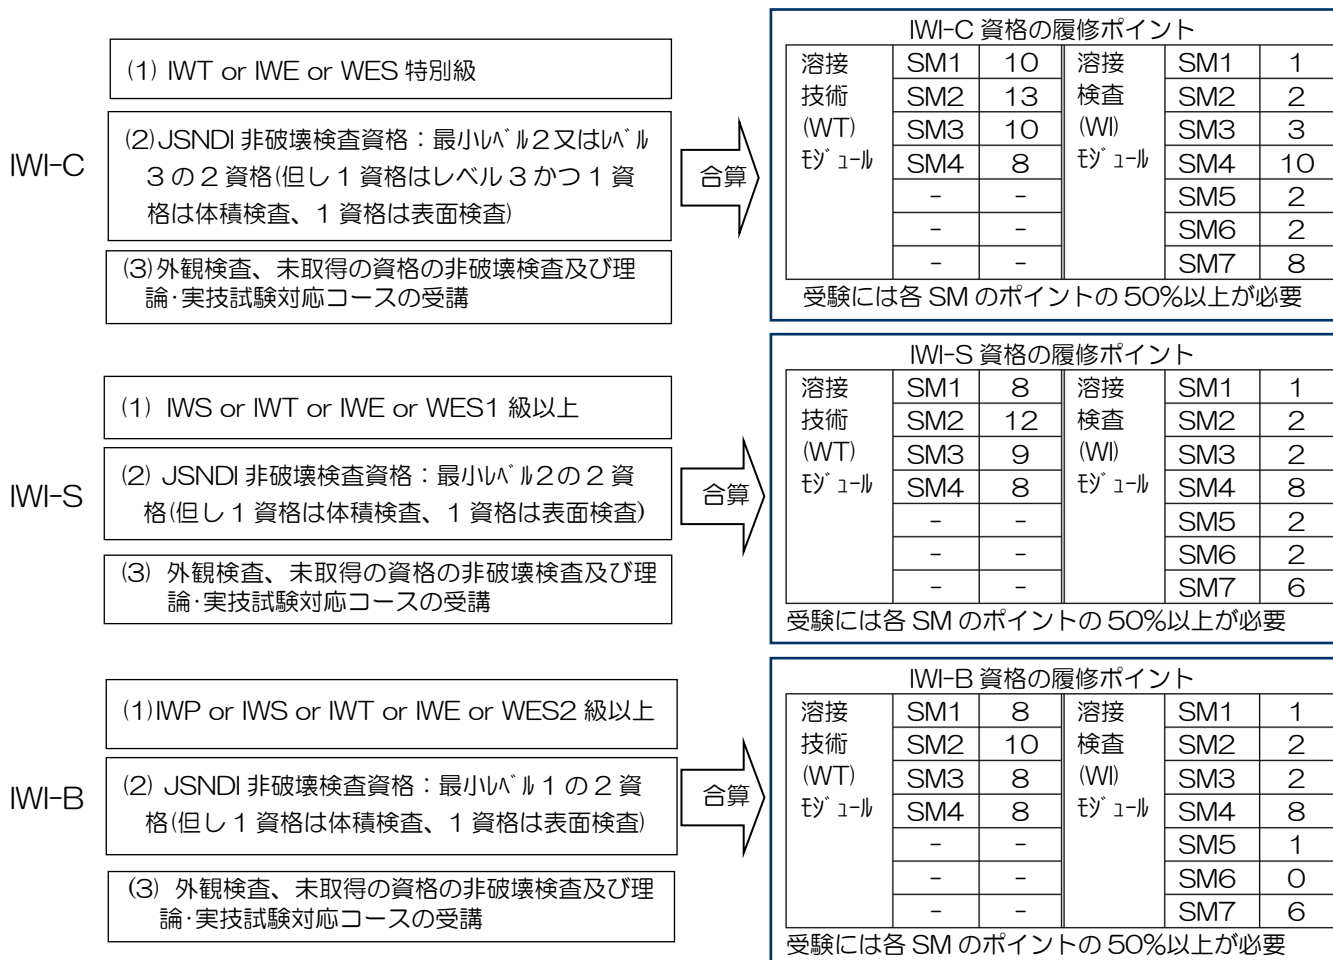 IWI-C
(1) IWT or IWE or WES 特別級
(2)JSNDI 非破壊検査資格：最小ﾚﾍﾞﾙ2又はﾚﾍﾞﾙ
3 の 2 資格(但し 1 資格はレベル 3 かつ 1 資
格は体積検査、1 資格は表面検査)
(3)外観検査、未取得の資格の非破壊検査及び理
論･実技試験対応コースの受講
合算
IWI-C 資格の履修ポイント
溶接 SM1 10 溶接 SM1 1
技術 SM2 13 検査 SM2 2
(WT) SM3 10 (WI) SM3 3
ﾓｼﾞｭｰﾙ SM4 8 ﾓｼﾞｭｰﾙ SM4 10
- - SM5 2
- - SM6 2
- - SM7 8
受験には各 SM のポイントの 50%以上が必要
IWI-S
(1) IWS or IWT or IWE or WES1 級以上
(2) JSNDI 非破壊検査資格：最小ﾚﾍﾞﾙ2の 2 資
格(但し 1 資格は体積検査、1 資格は表面検査)
(3) 外観検査、未取得の資格の非破壊検査及び理
論･実技試験対応コースの受講
合算
IWI-S 資格の履修ポイント
溶接 SM1 8 溶接 SM1 1
技術 SM2 12 検査 SM2 2
(WT) SM3 9 (WI) SM3 2
ﾓｼﾞｭｰﾙ SM4 8 ﾓｼﾞｭｰﾙ SM4 8
- - SM5 2
- - SM6 2
- - SM7 6
受験には各 SM のポイントの 50%以上が必要
IWI-B
(1)IWP or IWS or IWT or IWE or WES2 級以上
(2) JSNDI 非破壊検査資格：最小ﾚﾍﾞﾙ 1 の 2 資
格(但し 1 資格は体積検査、1 資格は表面検査)
(3) 外観検査、未取得の資格の非破壊検査及び理
論･実技試験対応コースの受講
合算
IWI-B 資格の履修ポイント
溶接 SM1 8 溶接 SM1 1
技術 SM2 10 検査 SM2 2
(WT) SM3 8 (WI) SM3 2
ﾓｼﾞｭｰﾙ SM4 8 ﾓｼﾞｭｰﾙ SM4 8
- - SM5 1
- - SM6 0
- - SM7 6
受験には各 SM のポイントの 50%以上が必要